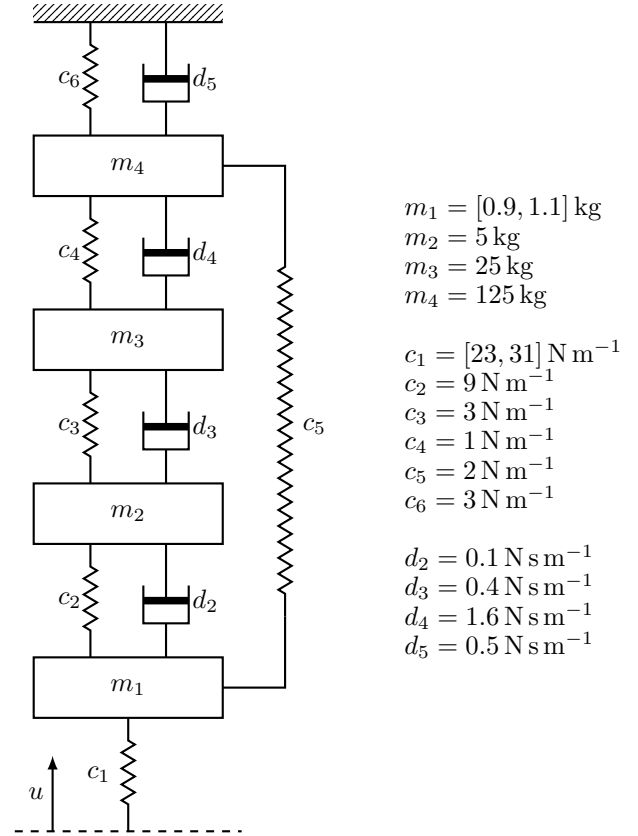 c₆
d₅
m₄
c₄
d₄
m₃
c₃
d₃
c₅
m₂
c₂
d₂
m₁
c₁
u
m₁ = [0.9, 1.1] kg
m₂ = 5 kg
m₃ = 25 kg
m₄ = 125 kg
c₁ = [23, 31] N m⁻¹
c₂ = 9 N m⁻¹
c₃ = 3 N m⁻¹
c₄ = 1 N m⁻¹
c₅ = 2 N m⁻¹
c₆ = 3 N m⁻¹
d₂ = 0.1 N s m⁻¹
d₃ = 0.4 N s m⁻¹
d₄ = 1.6 N s m⁻¹
d₅ = 0.5 N s m⁻¹